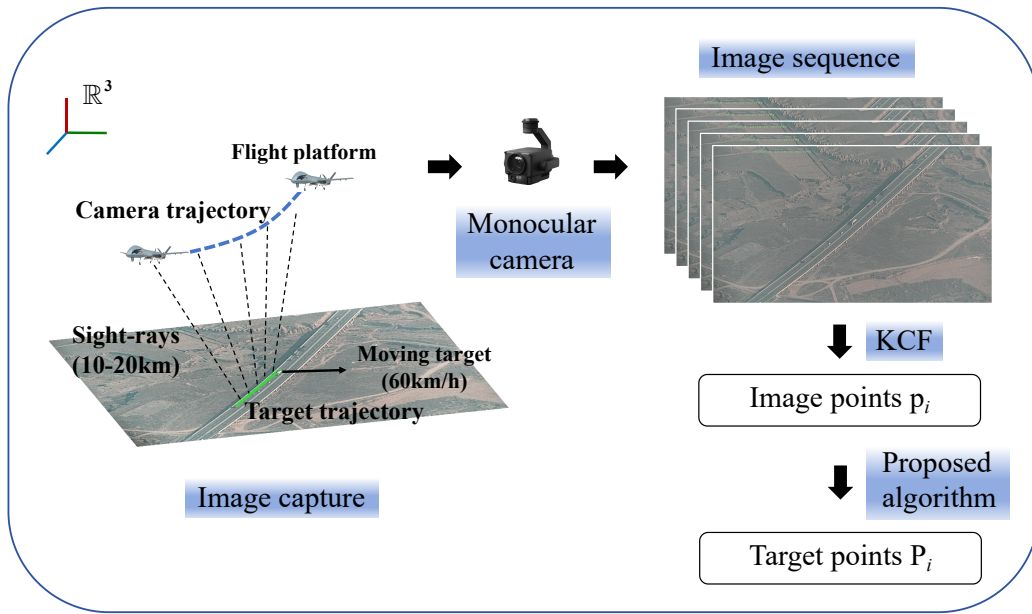 ℝ³
Flight platform
Camera trajectory
Sight-rays
(10-20km)
Moving target
(60km/h)
Target trajectory
Image capture
Monocular
camera
Image sequence
KCF
Image points pᵢ
Proposed
algorithm
Target points Pᵢ